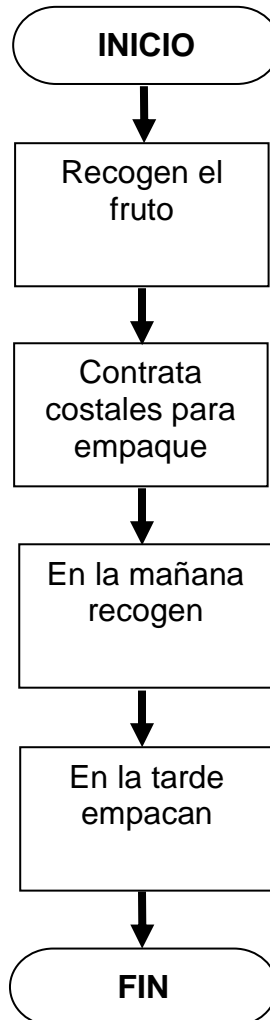 INICIO
Recogen el
fruto
Contrata
costales para
empaque
En la mañana
recogen
En la tarde
empacan
FIN